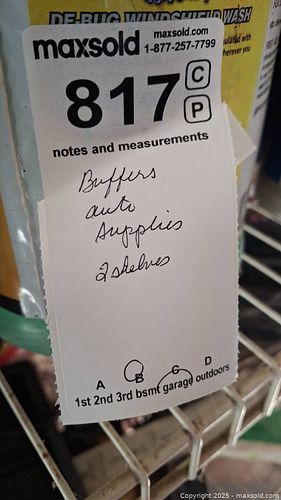 DE-BUG WINDSHIELD WASH
maxsold maxsold.com
1-877-257-7799
817 C
P
notes and measurements
Buffers
auto
supplies
2 shelves
A B C D
1st 2nd 3rd bsmt garage outdoors
© Copyright 2025 - maxsold.com